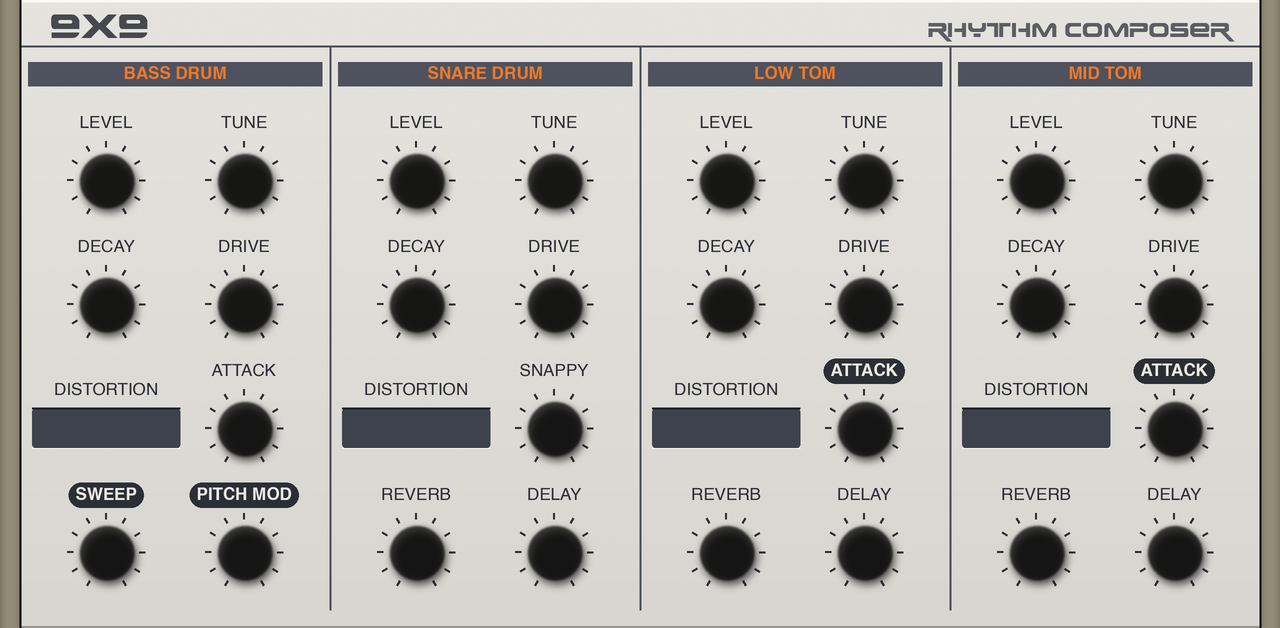 9X9
RHYTHM COMPOSER
BASS DRUM
LEVEL TUNE
DECAY DRIVE
ATTACK
DISTORTION
SWEEP PITCH MOD
SNARE DRUM
LEVEL TUNE
DECAY DRIVE
SNAPPY
DISTORTION
REVERB DELAY
LOW TOM
LEVEL TUNE
DECAY DRIVE
ATTACK
DISTORTION
REVERB DELAY
MID TOM
LEVEL TUNE
DECAY DRIVE
ATTACK
DISTORTION
REVERB DELAY